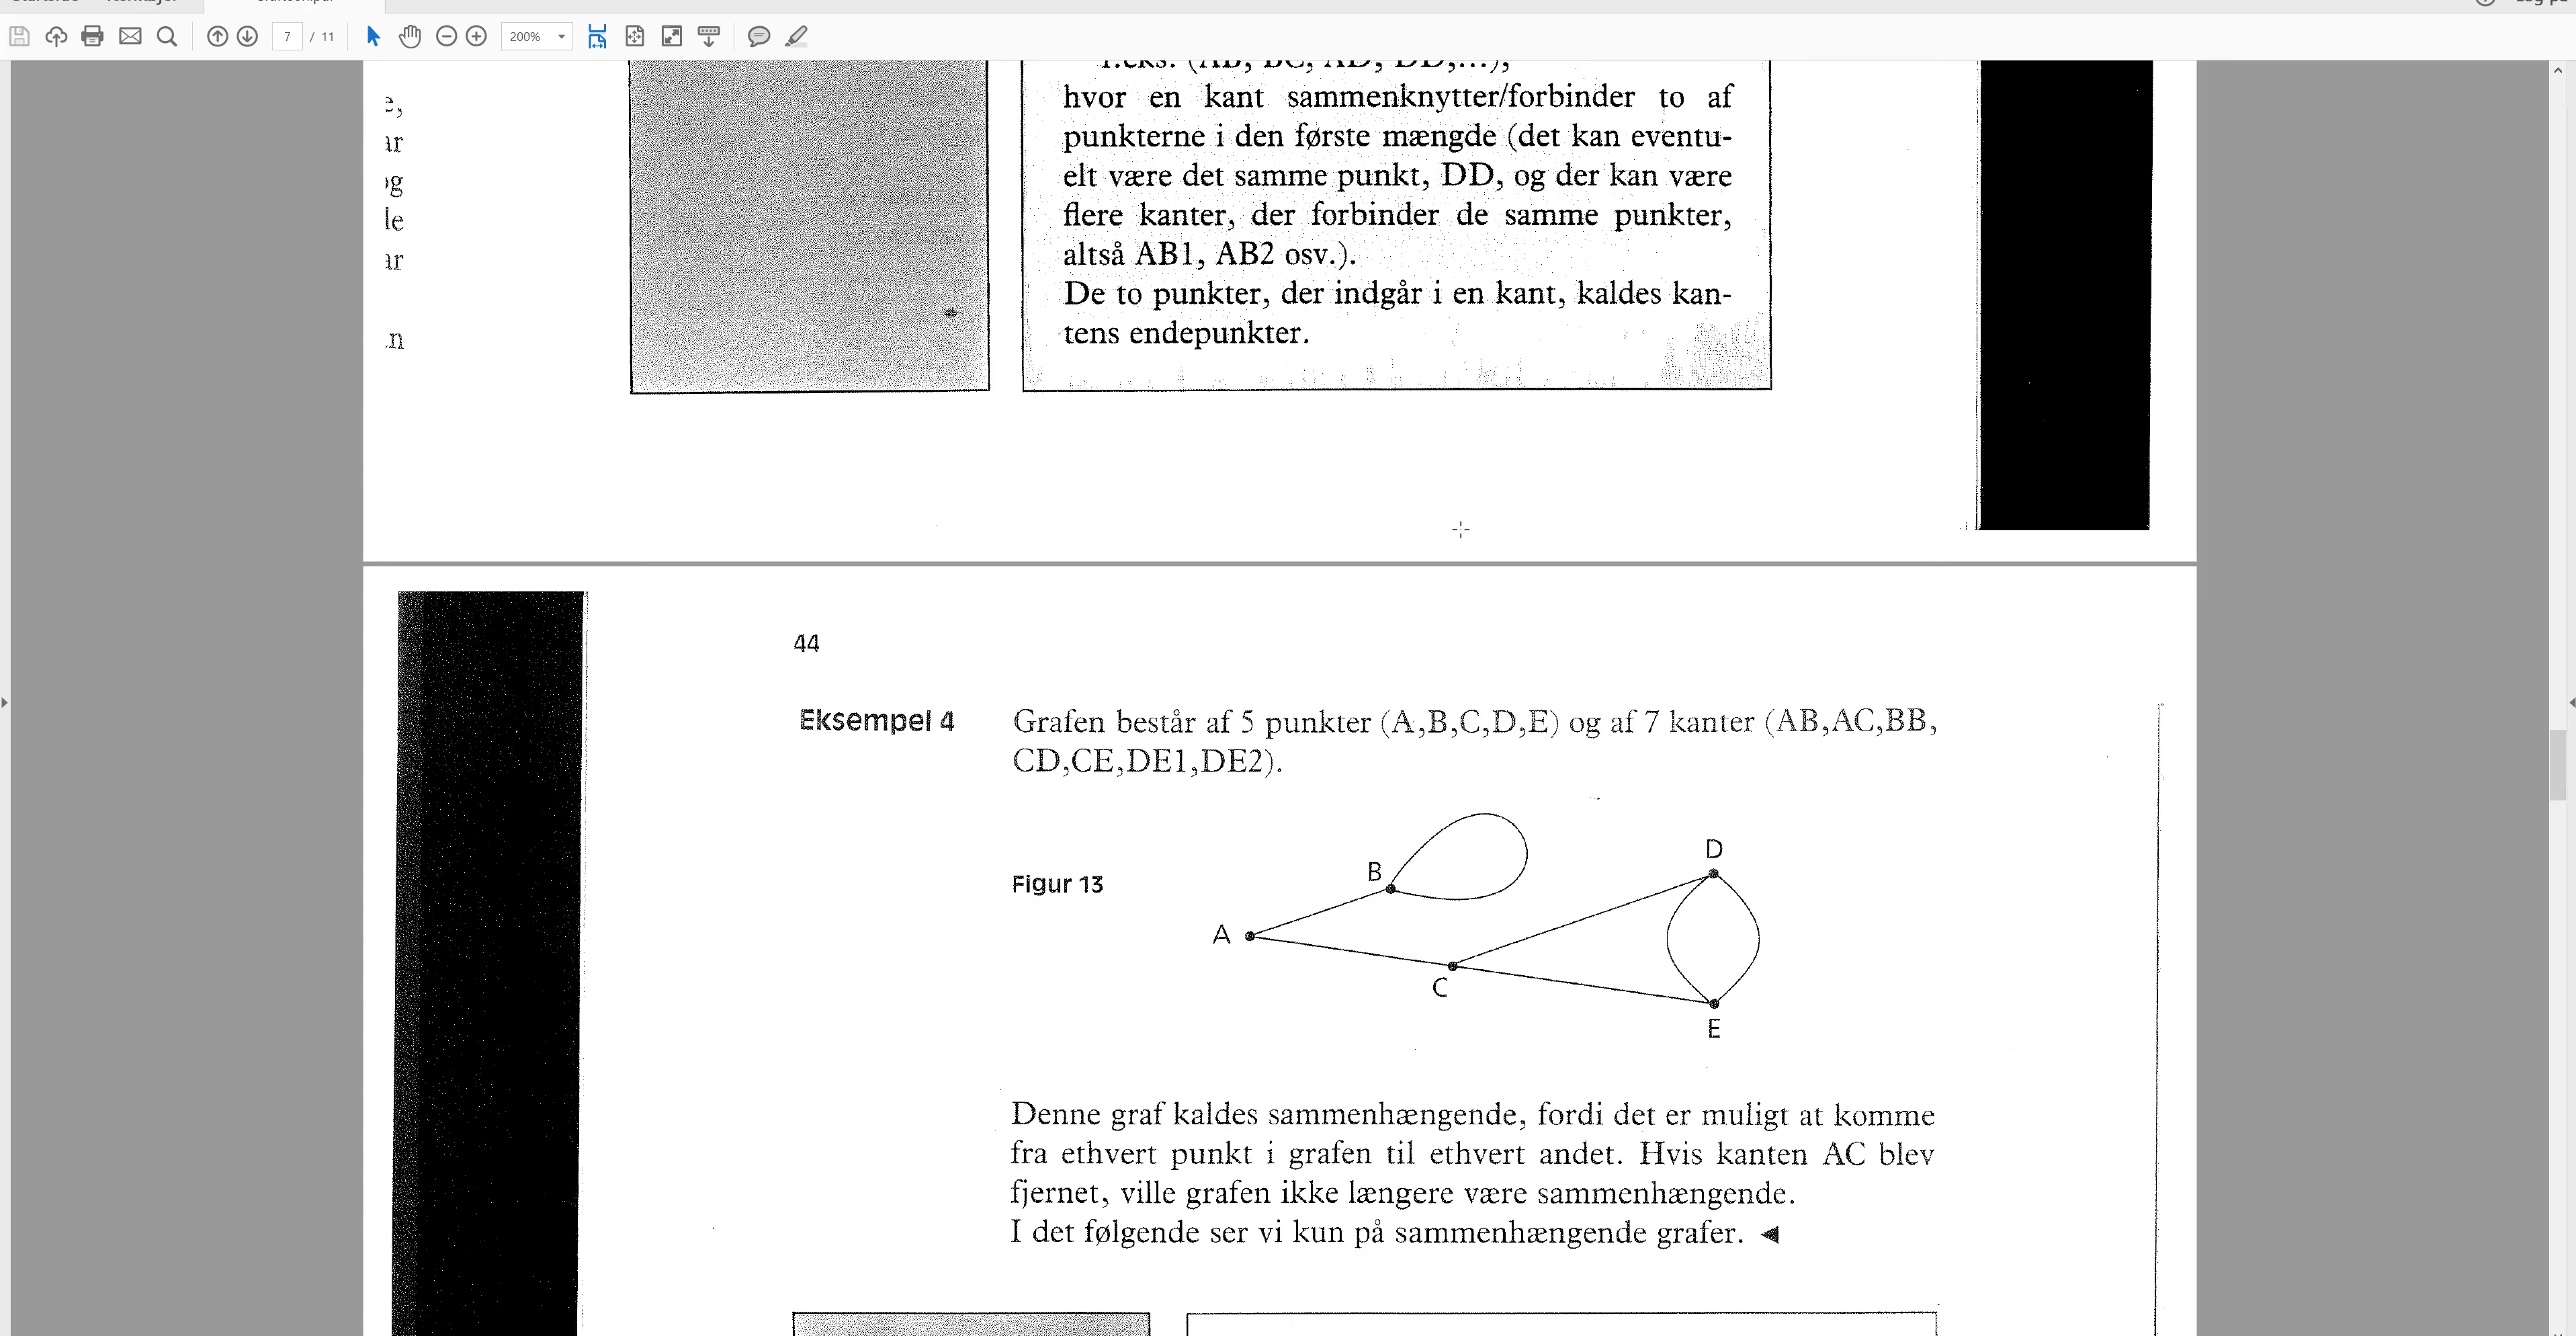 7 / 11
200%
e,
ar
og
le
ar
n
hvor en kant sammenknytter/forbinder to af
punkterne i den første mængde (det kan eventu-
elt være det samme punkt, DD, og der kan være
flere kanter, der forbinder de samme punkter,
altså AB1, AB2 osv.).
De to punkter, der indgår i en kant, kaldes kan-
tens endepunkter.
44
Eksempel 4 Grafen består af 5 punkter (A,B,C,D,E) og af 7 kanter (AB,AC,BB,
CD,CE,DE1,DE2).
D
B
Figur 13
A
C
E
Denne graf kaldes sammenhængende, fordi det er muligt at komme
fra ethvert punkt i grafen til ethvert andet. Hvis kanten AC blev
fjernet, ville grafen ikke længere være sammenhængende.
I det følgende ser vi kun på sammenhængende grafer.